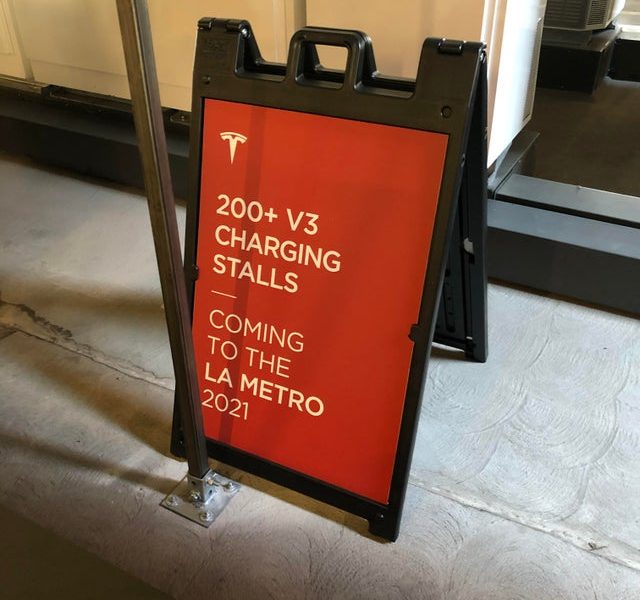 200+ V3
CHARGING
STALLS
COMING
TO THE
LA METRO
2021